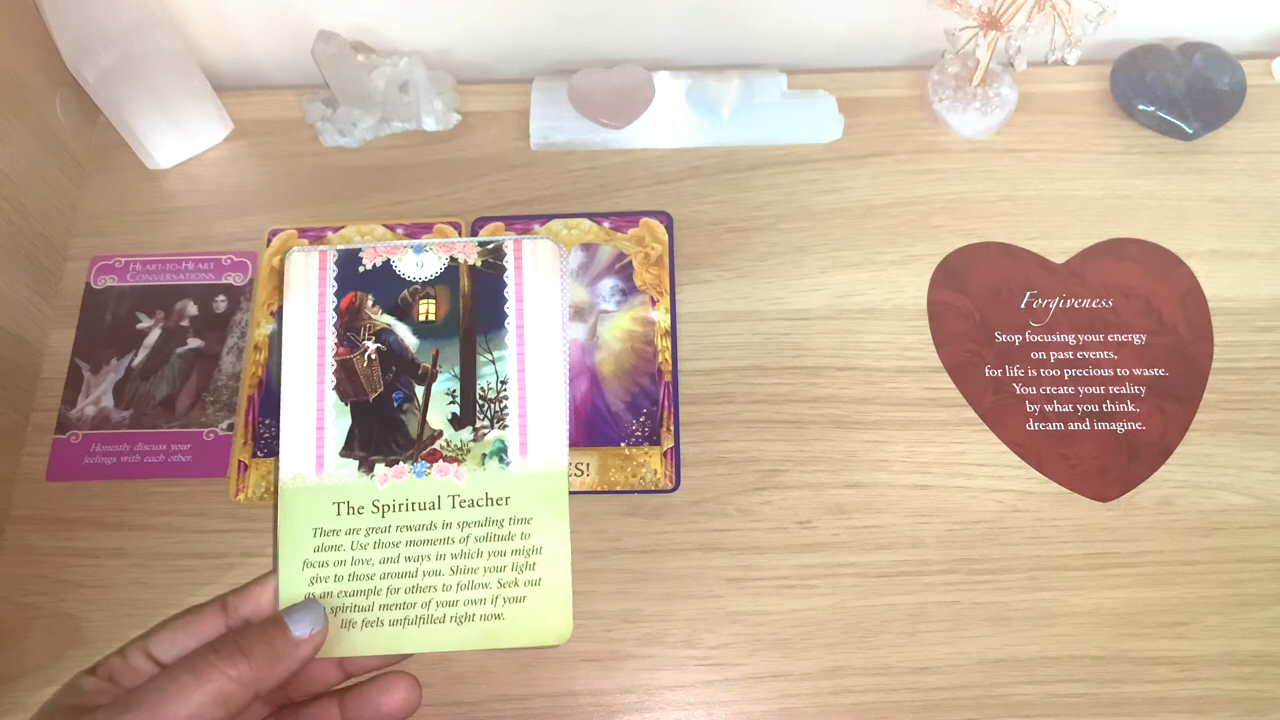 HEART-TO-HEART
CONVERSATIONS
Honestly discuss your
feelings with each other.
9
ES!
The Spiritual Teacher
There are great rewards in spending time
alone. Use those moments of solitude to
focus on love, and ways in which you might
give to those around you. Shine your light
as an example for others to follow. Seek out
spiritual mentor of your own if your
life feels unfulfilled right now.
Forgiveness
Stop focusing your energy
on past events,
for life is too precious to waste.
You create your reality
by what you think,
dream and imagine.